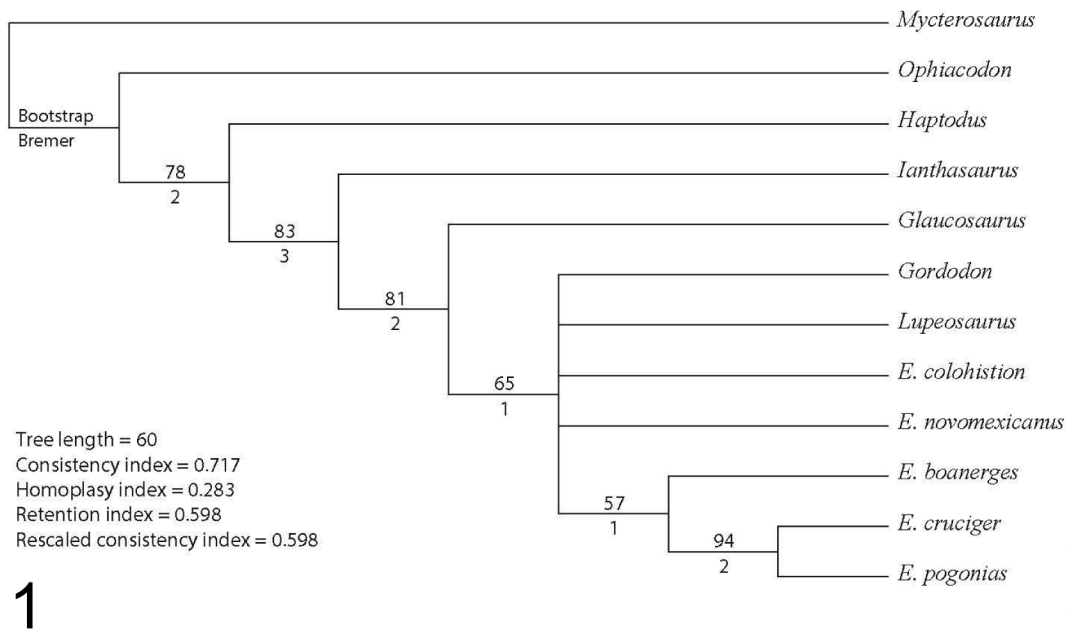 Mycterosaurus
Ophiacodon
Bootstrap
Bremer
Haptodus
78
2
Ianthasaurus
83
3
Glaucosaurus
81
2
Gordodon
Lupeosaurus
65
1
E. colohistion
E. novomexicanus
Tree length = 60
Consistency index = 0.717
Homoplasy index = 0.283
Retention index = 0.598
Rescaled consistency index = 0.598
E. boanerges
57
1
E. cruciger
94
2
E. pogonias
1